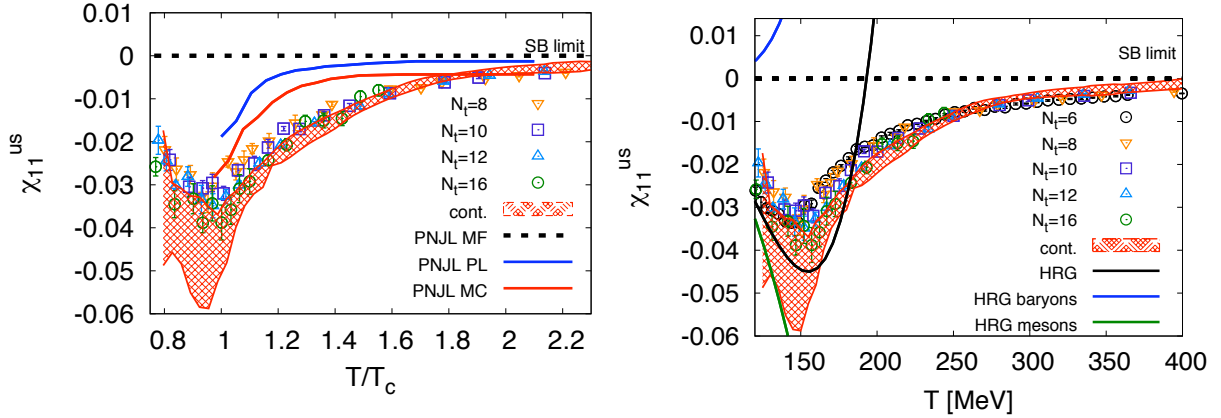 0.01
0
-0.01
-0.02
-0.03
-0.04
-0.05
-0.06
χ₁₁ᵘˢ
SB limit
Nt=8
Nt=10
Nt=12
Nt=16
cont.
PNJL MF
PNJL PL
PNJL MC
0.8 1 1.2 1.4 1.6 1.8 2 2.2
T/Tc
0.01
0
-0.01
-0.02
-0.03
-0.04
-0.05
-0.06
χ₁₁ᵘˢ
SB limit
Nt=6
Nt=8
Nt=10
Nt=12
Nt=16
cont.
HRG
HRG baryons
HRG mesons
150 200 250 300 350 400
T [MeV]